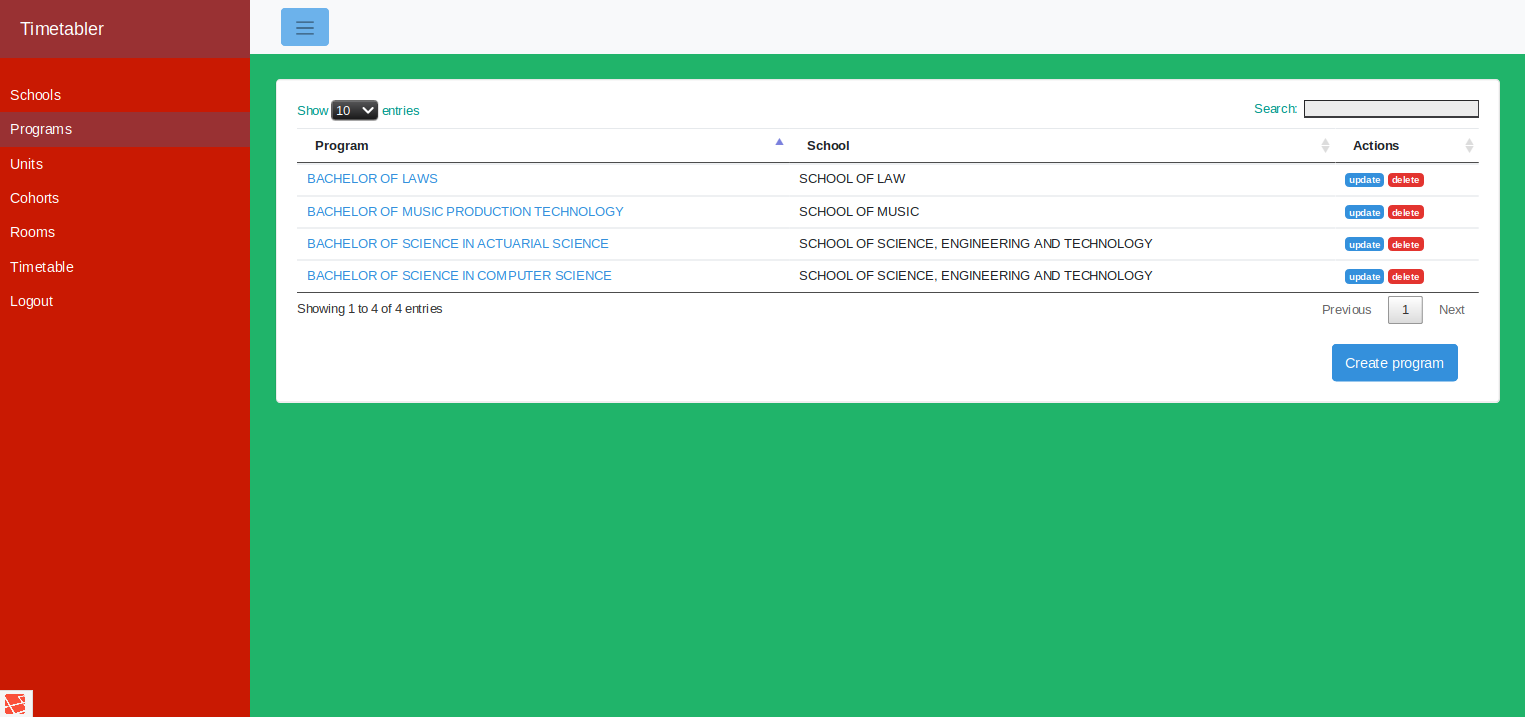 Timetabler
Schools
Programs
Units
Cohorts
Rooms
Timetable
Logout
Show 10 entries
Search:
Program School Actions
BACHELOR OF LAWS SCHOOL OF LAW update delete
BACHELOR OF MUSIC PRODUCTION TECHNOLOGY SCHOOL OF MUSIC update delete
BACHELOR OF SCIENCE IN ACTUARIAL SCIENCE SCHOOL OF SCIENCE, ENGINEERING AND TECHNOLOGY update delete
BACHELOR OF SCIENCE IN COMPUTER SCIENCE SCHOOL OF SCIENCE, ENGINEERING AND TECHNOLOGY update delete
Showing 1 to 4 of 4 entries
Previous 1 Next
Create program